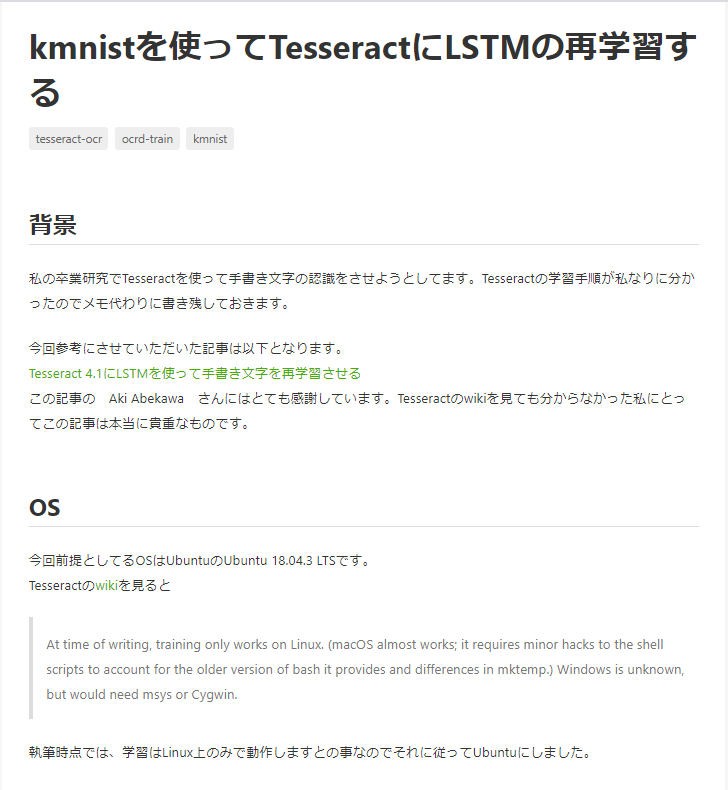 kmnistを使ってTesseractにLSTMの再学習す
る
tesseract-ocr ocrd-train kmnist
背景
私の卒業研究でTesseractを使って手書き文字の認識をさせようとしてます。Tesseractの学習手順が私なりに分か
ったのでメモ代わりに書き残しておきます。
今回参考にさせていただいた記事は以下となります。
Tesseract 4.1にLSTMを使って手書き文字を再学習させる
この記事の　Aki Abekawa　さんにはとても感謝しています。Tesseractのwikiを見ても分からなかった私にとっ
てこの記事は本当に貴重なものです。
OS
今回前提としてるOSはUbuntuのUbuntu 18.04.3 LTSです。
Tesseractのwikiを見ると
At time of writing, training only works on Linux. (macOS almost works; it requires minor hacks to the shell
scripts to account for the older version of bash it provides and differences in mktemp.) Windows is unknown,
but would need msys or Cygwin.
執筆時点では、学習はLinux上のみで動作しますとの事なのでそれに従ってUbuntuにしました。